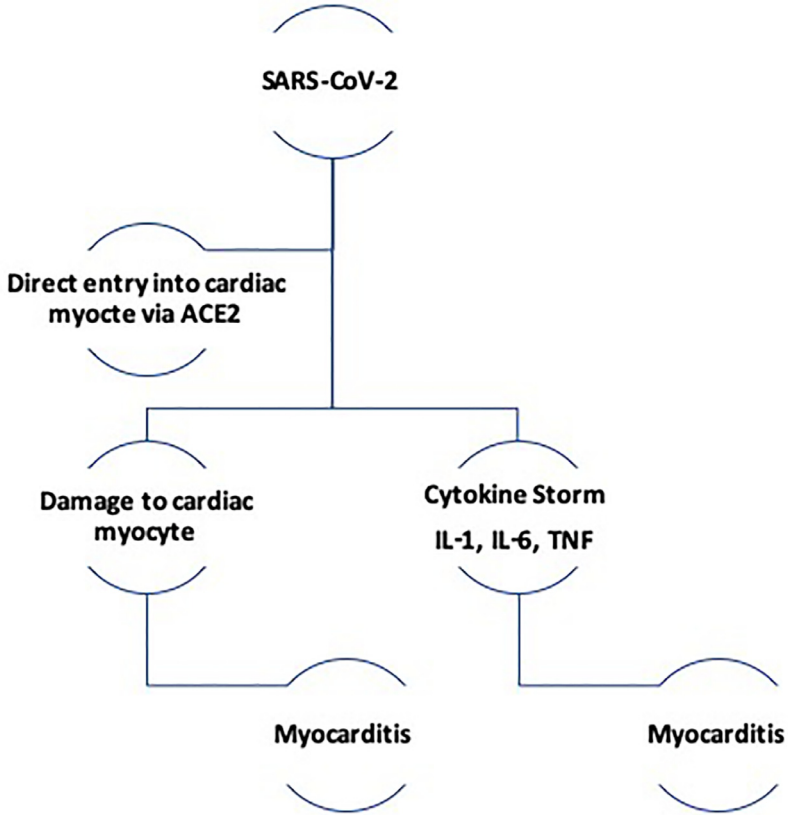 SARS-CoV-2
Direct entry into cardiac
myocte via ACE2
Damage to cardiac
myocyte
Cytokine Storm
IL-1, IL-6, TNF
Myocarditis
Myocarditis